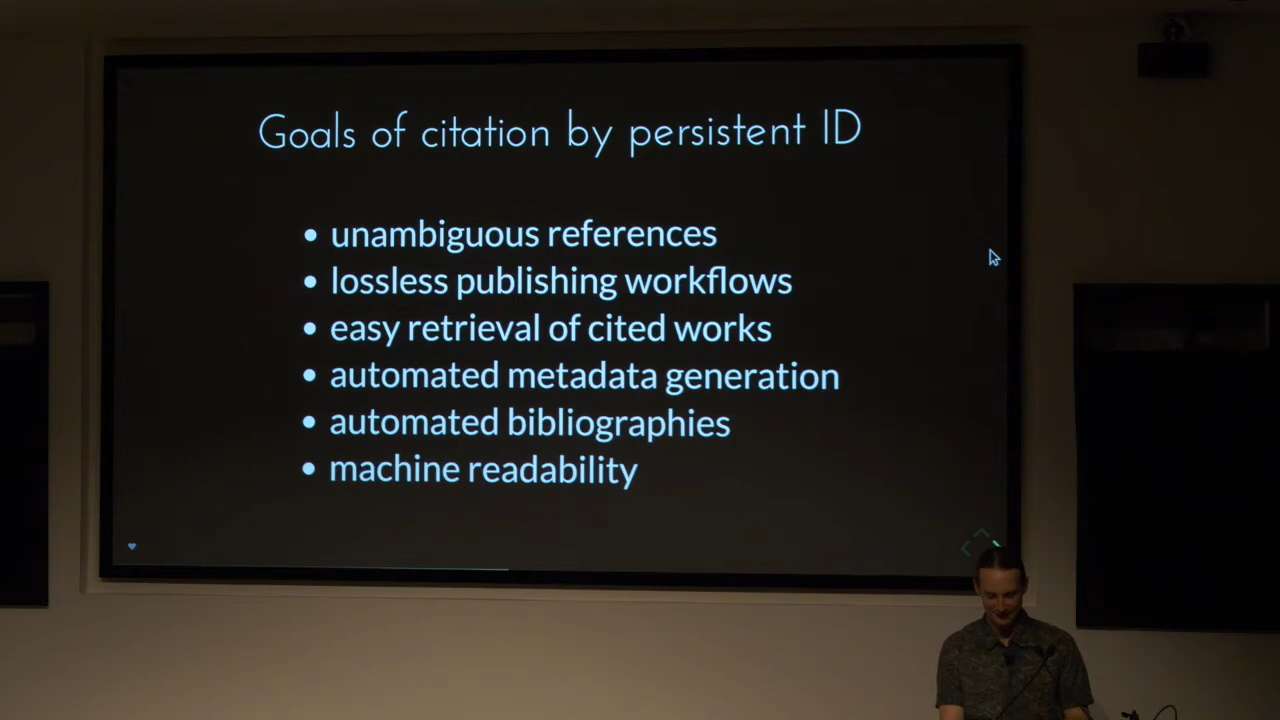 Goals of citation by persistent ID
• unambiguous references
• lossless publishing workflows
• easy retrieval of cited works
• automated metadata generation
• automated bibliographies
• machine readability